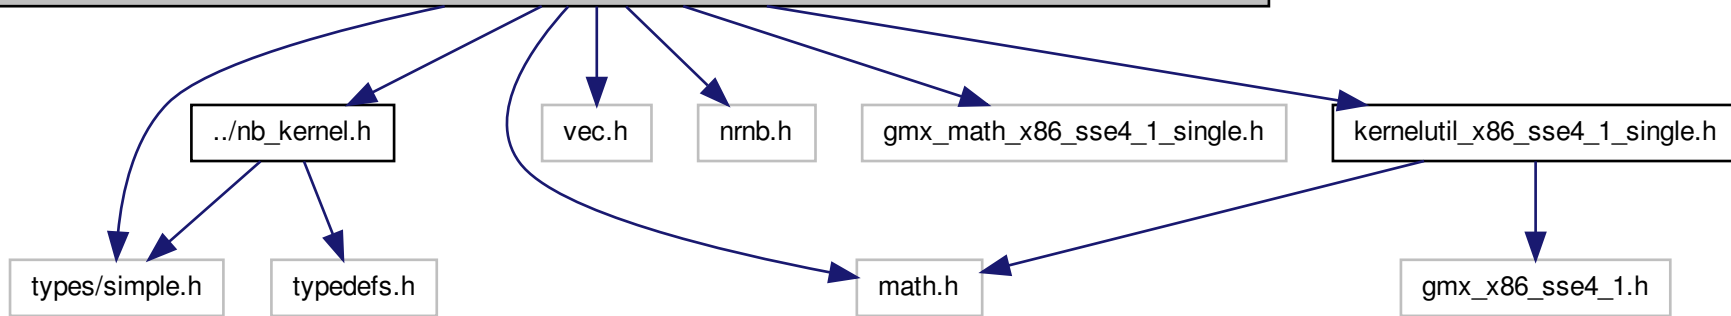 ../nb_kernel.h
vec.h
nrnb.h
gmx_math_x86_sse4_1_single.h
kernelutil_x86_sse4_1_single.h
types/simple.h
typedefs.h
math.h
gmx_x86_sse4_1.h